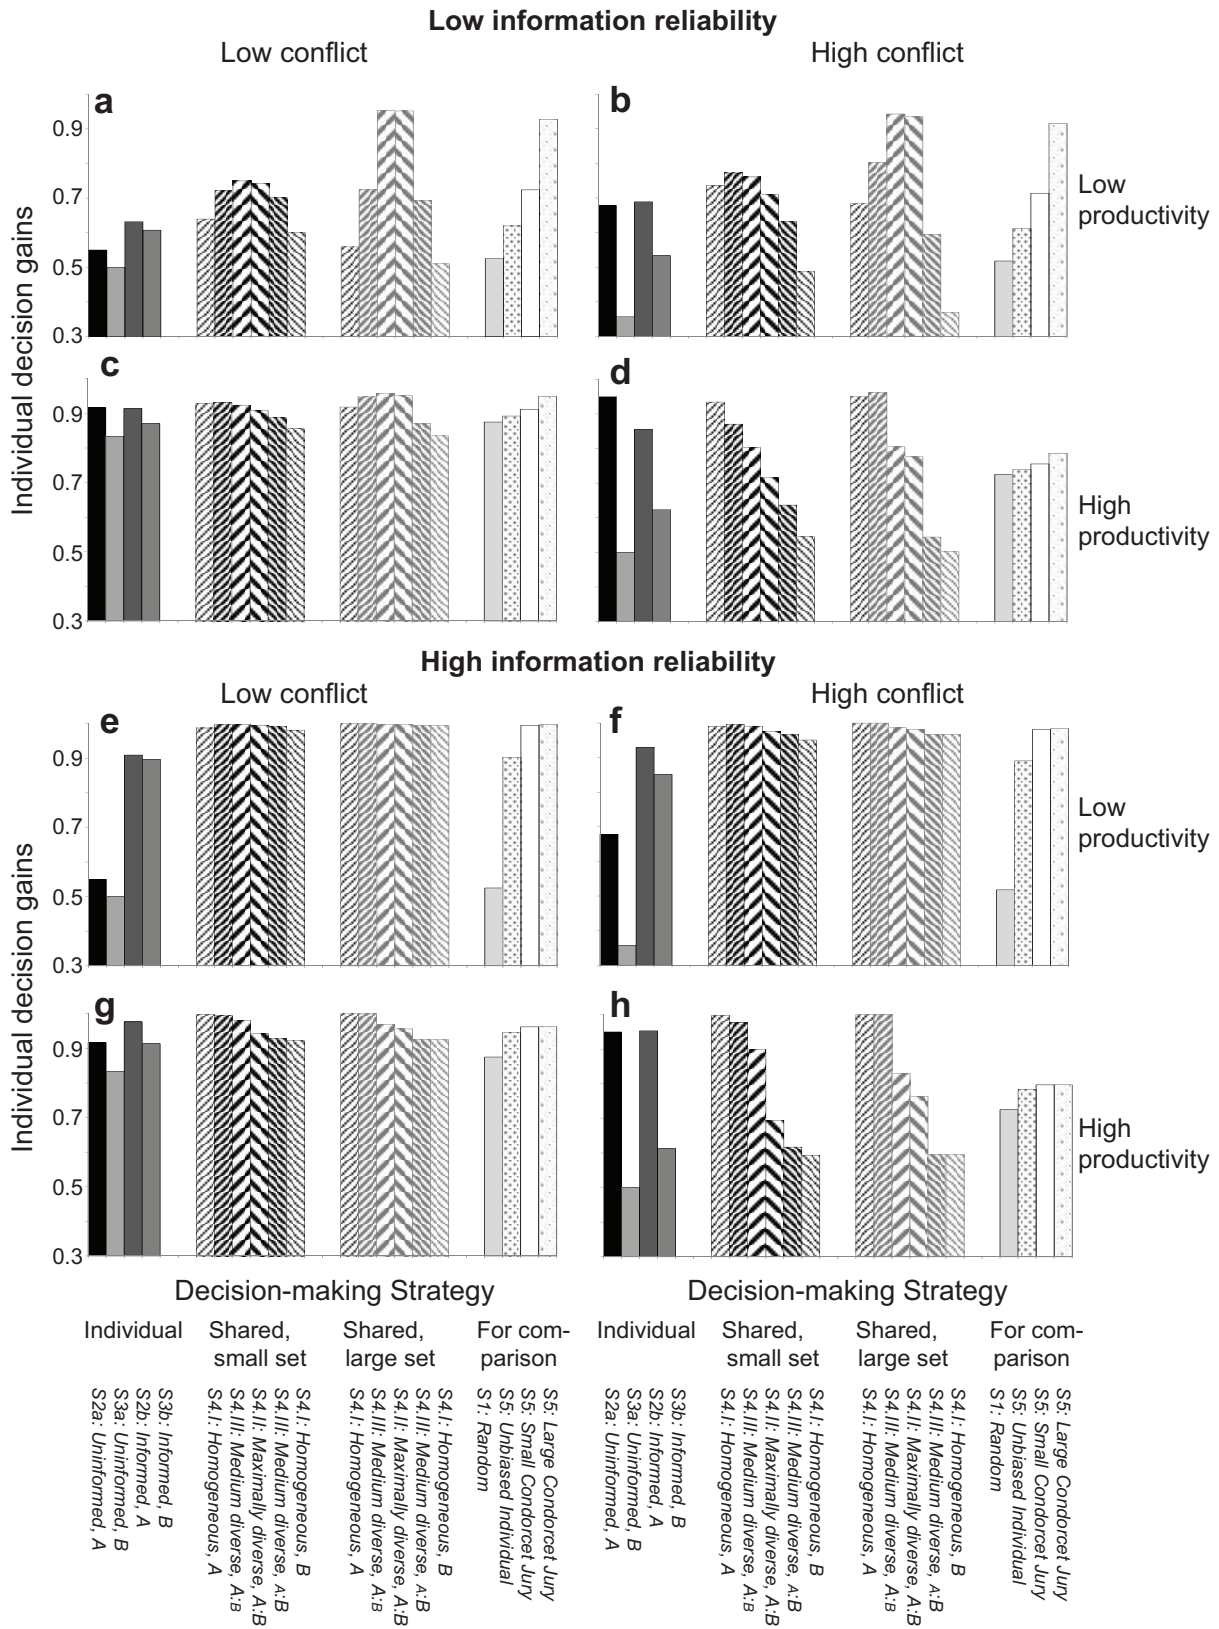 Low information reliability
Low conflict
High conflict
a
b
0.9
0.7
0.5
0.3
Low
productivity
c
d
0.9
0.7
0.5
0.3
High
productivity
Individual decision gains
High information reliability
Low conflict
High conflict
e
f
0.9
0.7
0.5
0.3
Low
productivity
g
h
0.9
0.7
0.5
0.3
High
productivity
Individual decision gains
Decision-making Strategy
Decision-making Strategy
Individual
Shared,
small set
Shared,
large set
For com-
parison
Individual
Shared,
small set
Shared,
large set
For com-
parison
S2a: Uninformed, A
S3a: Uninformed, B
S2b: Informed, A
S3b: Informed, B
S4.I: Homogeneous, A
S4.III: Medium diverse, A:B
S4.II: Maximally diverse, A:B
S4.III: Medium diverse, A:B
S4.I: Homogeneous, B
S4.I: Homogeneous, A
S4.III: Medium diverse, A:B
S4.II: Maximally diverse, A:B
S4.III: Medium diverse, A:B
S4.I: Homogeneous, B
S1: Random
S5: Unbiased Individual
S5: Small Condorcet Jury
S5: Large Condorcet Jury
S2a: Uninformed, A
S3a: Uninformed, B
S2b: Informed, A
S3b: Informed, B
S4.I: Homogeneous, A
S4.III: Medium diverse, A:B
S4.II: Maximally diverse, A:B
S4.III: Medium diverse, A:B
S4.I: Homogeneous, B
S4.I: Homogeneous, A
S4.III: Medium diverse, A:B
S4.II: Maximally diverse, A:B
S4.III: Medium diverse, A:B
S4.I: Homogeneous, B
S1: Random
S5: Unbiased Individual
S5: Small Condorcet Jury
S5: Large Condorcet Jury